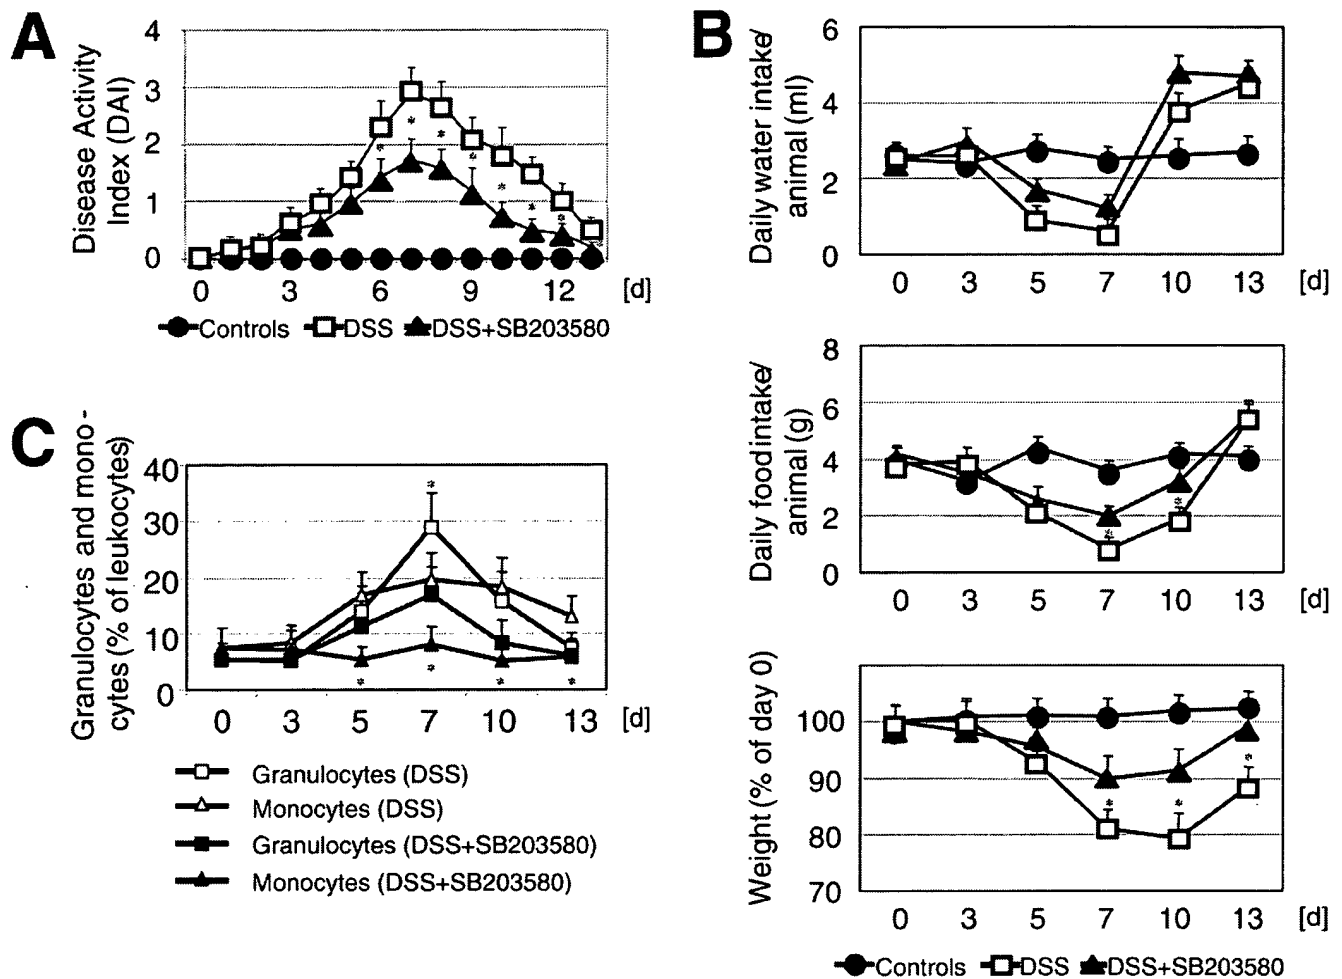 A
Disease Activity
Index (DAI)
4
3
2
1
0
0 3 6 9 12 [d]
Controls DSS DSS+SB203580
B
Daily water intake/
animal (ml)
6
4
2
0
0 3 5 7 10 13 [d]
Daily food intake/
animal (g)
8
6
4
2
0
0 3 5 7 10 13 [d]
Weight (% of day 0)
100
90
80
70
0 3 5 7 10 13 [d]
Controls DSS DSS+SB203580
C
Granulocytes and mono-
cytes (% of leukocytes)
40
30
20
10
0
0 3 5 7 10 13 [d]
Granulocytes (DSS)
Monocytes (DSS)
Granulocytes (DSS+SB203580)
Monocytes (DSS+SB203580)